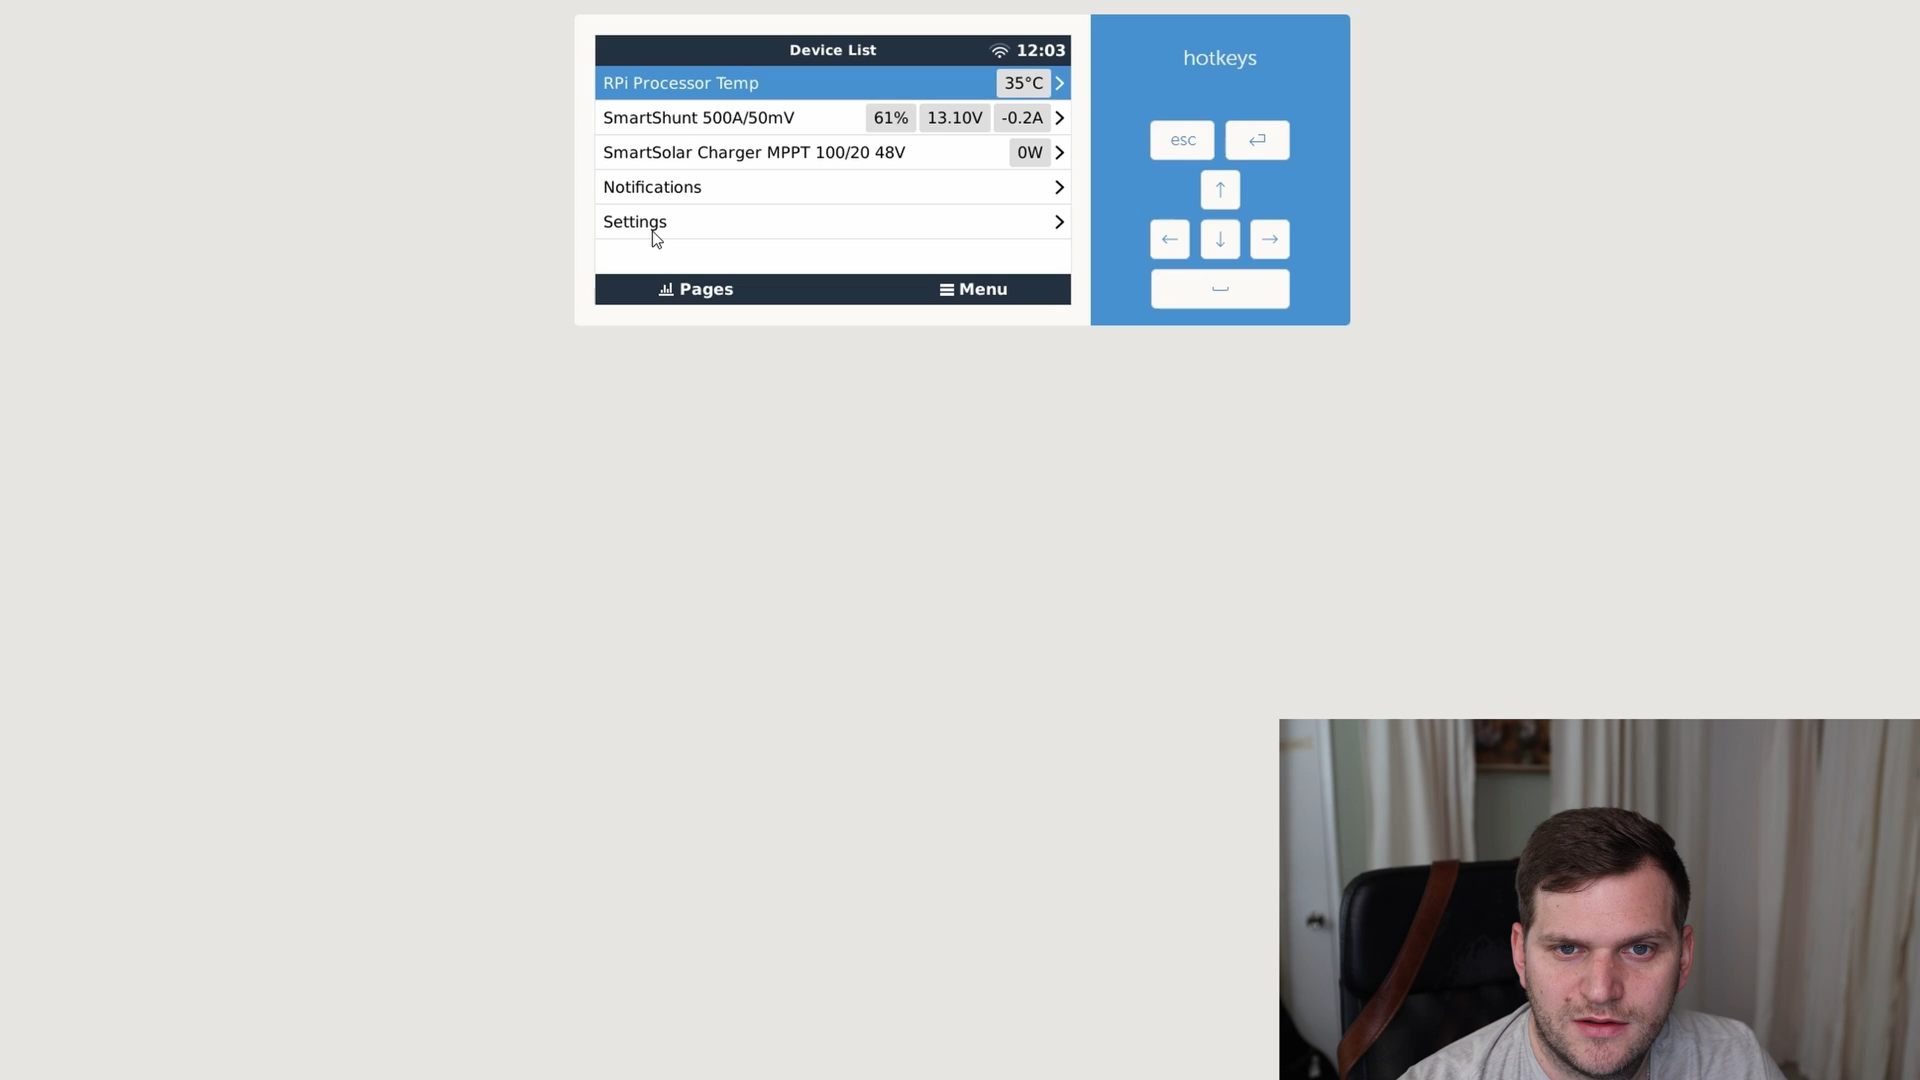 Device List 12:03
RPi Processor Temp 35°C
SmartShunt 500A/50mV 61% 13.10V -0.2A
SmartSolar Charger MPPT 100/20 48V 0W
Notifications
Settings
Pages Menu
hotkeys
esc